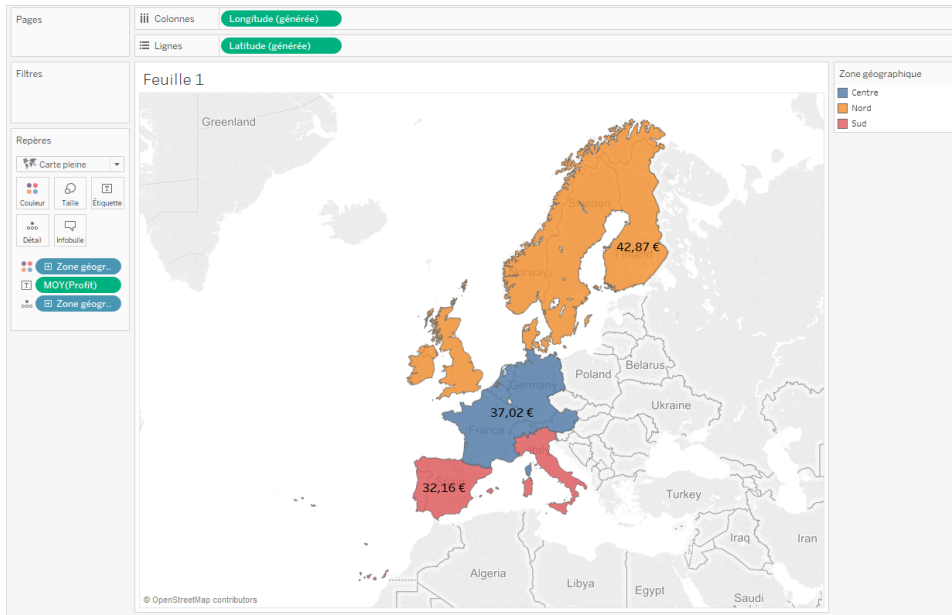 Pages
Colonnes
Longitude (générée)
Lignes
Latitude (générée)
Filtres
Repères
Carte pleine
Couleur
Taille
Étiquette
Détail
Infobulle
Zone géogr..
MOY(Profit)
Zone géogr..
Feuille 1
Greenland
Sweden
Norway
Finland
42,87 €
Belarus
Poland
Germany
Ukraine
37,02 €
France
Italy
32,16 €
Turkey
Iraq
Iran
Algeria
Libya
Egypt
Saudi
© OpenStreetMap contributors
Zone géographique
Centre
Nord
Sud